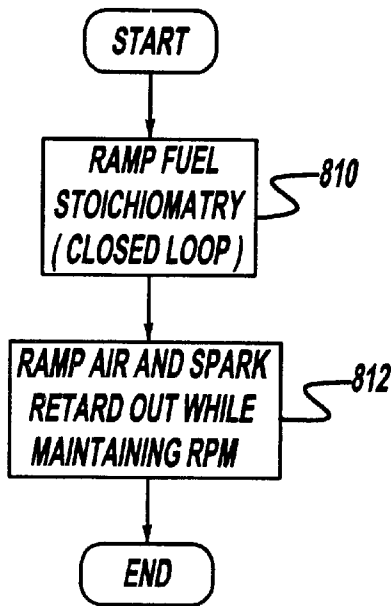 START
RAMP FUEL
STOICHIOMATRY
( CLOSED LOOP )
810
RAMP AIR AND SPARK
RETARD OUT WHILE
MAINTAINING RPM
812
END